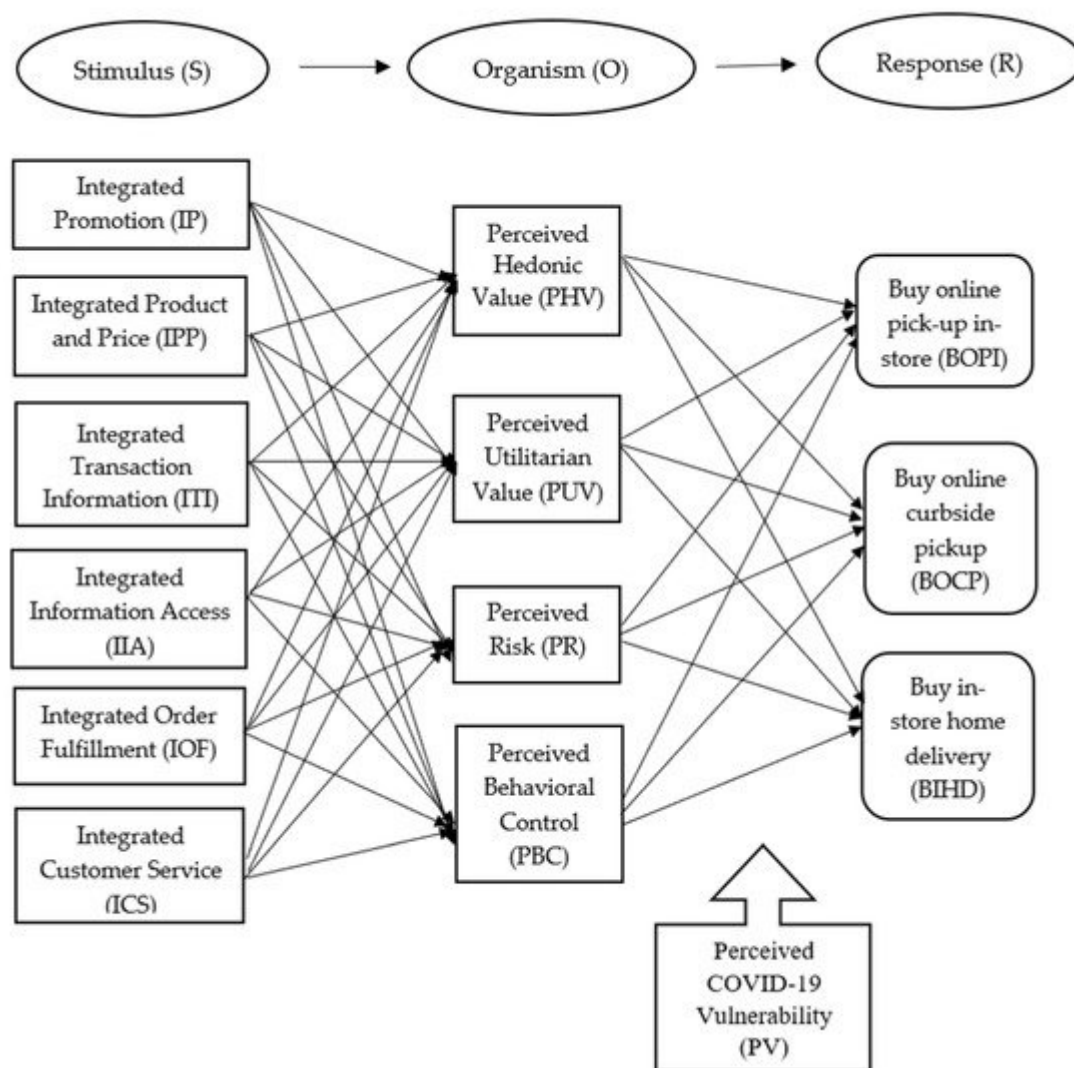 Stimulus (S)
Organism (O)
Response (R)
Integrated
Promotion (IP)
Integrated Product
and Price (IPP)
Integrated
Transaction
Information (ITI)
Integrated
Information Access
(IIA)
Integrated Order
Fulfillment (IOF)
Integrated
Customer Service
(ICS)
Perceived
Hedonic
Value (PHV)
Perceived
Utilitarian
Value (PUV)
Perceived
Risk (PR)
Perceived
Behavioral
Control
(PBC)
Buy online
pick-up in-
store (BOPI)
Buy online
curbside
pickup
(BOCP)
Buy in-
store home
delivery
(BIHD)
Perceived
COVID-19
Vulnerability
(PV)